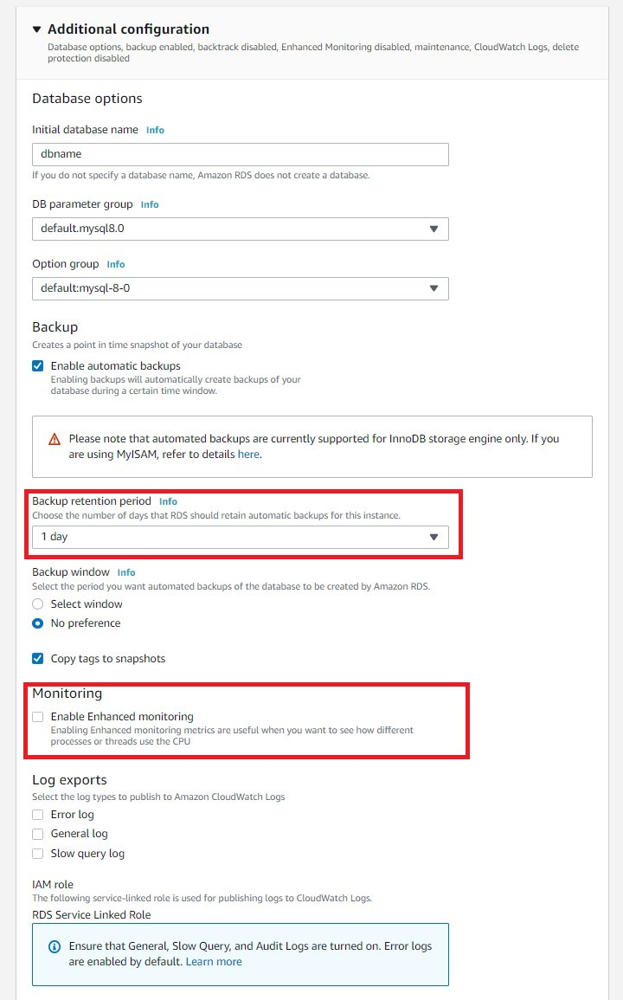 Additional configuration
Database options, backup enabled, backtrack disabled, Enhanced Monitoring disabled, maintenance, CloudWatch Logs, delete
protection disabled
Database options
Initial database name Info
dbname
If you do not specify a database name, Amazon RDS does not create a database.
DB parameter group Info
default.mysql8.0
Option group Info
default:mysql-8-0
Backup
Creates a point in time snapshot of your database
Enable automatic backups
Enabling backups will automatically create backups of your
database during a certain time window.
Please note that automated backups are currently supported for InnoDB storage engine only. If you
are using MyISAM, refer to details here.
Backup retention period Info
Choose the number of days that RDS should retain automatic backups for this instance.
1 day
Backup window Info
Select the period you want automated backups of the database to be created by Amazon RDS.
Select window
No preference
Copy tags to snapshots
Monitoring
Enable Enhanced monitoring
Enabling Enhanced monitoring metrics are useful when you want to see how different
processes or threads use the CPU
Log exports
Select the log types to publish to Amazon CloudWatch Logs
Error log
General log
Slow query log
IAM role
The following service-linked role is used for publishing logs to CloudWatch Logs.
RDS Service Linked Role
Ensure that General, Slow Query, and Audit Logs are turned on. Error logs
are enabled by default. Learn more